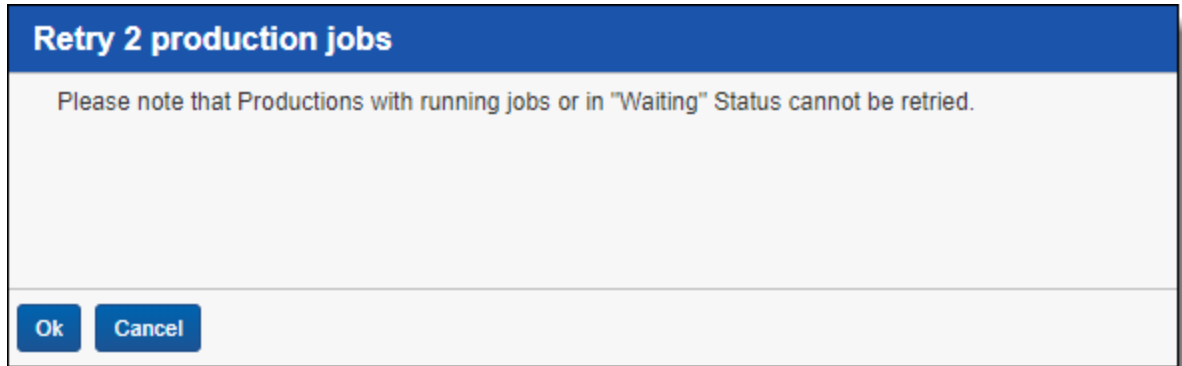 Retry 2 production jobs
Please note that Productions with running jobs or in "Waiting" Status cannot be retried.
Ok
Cancel